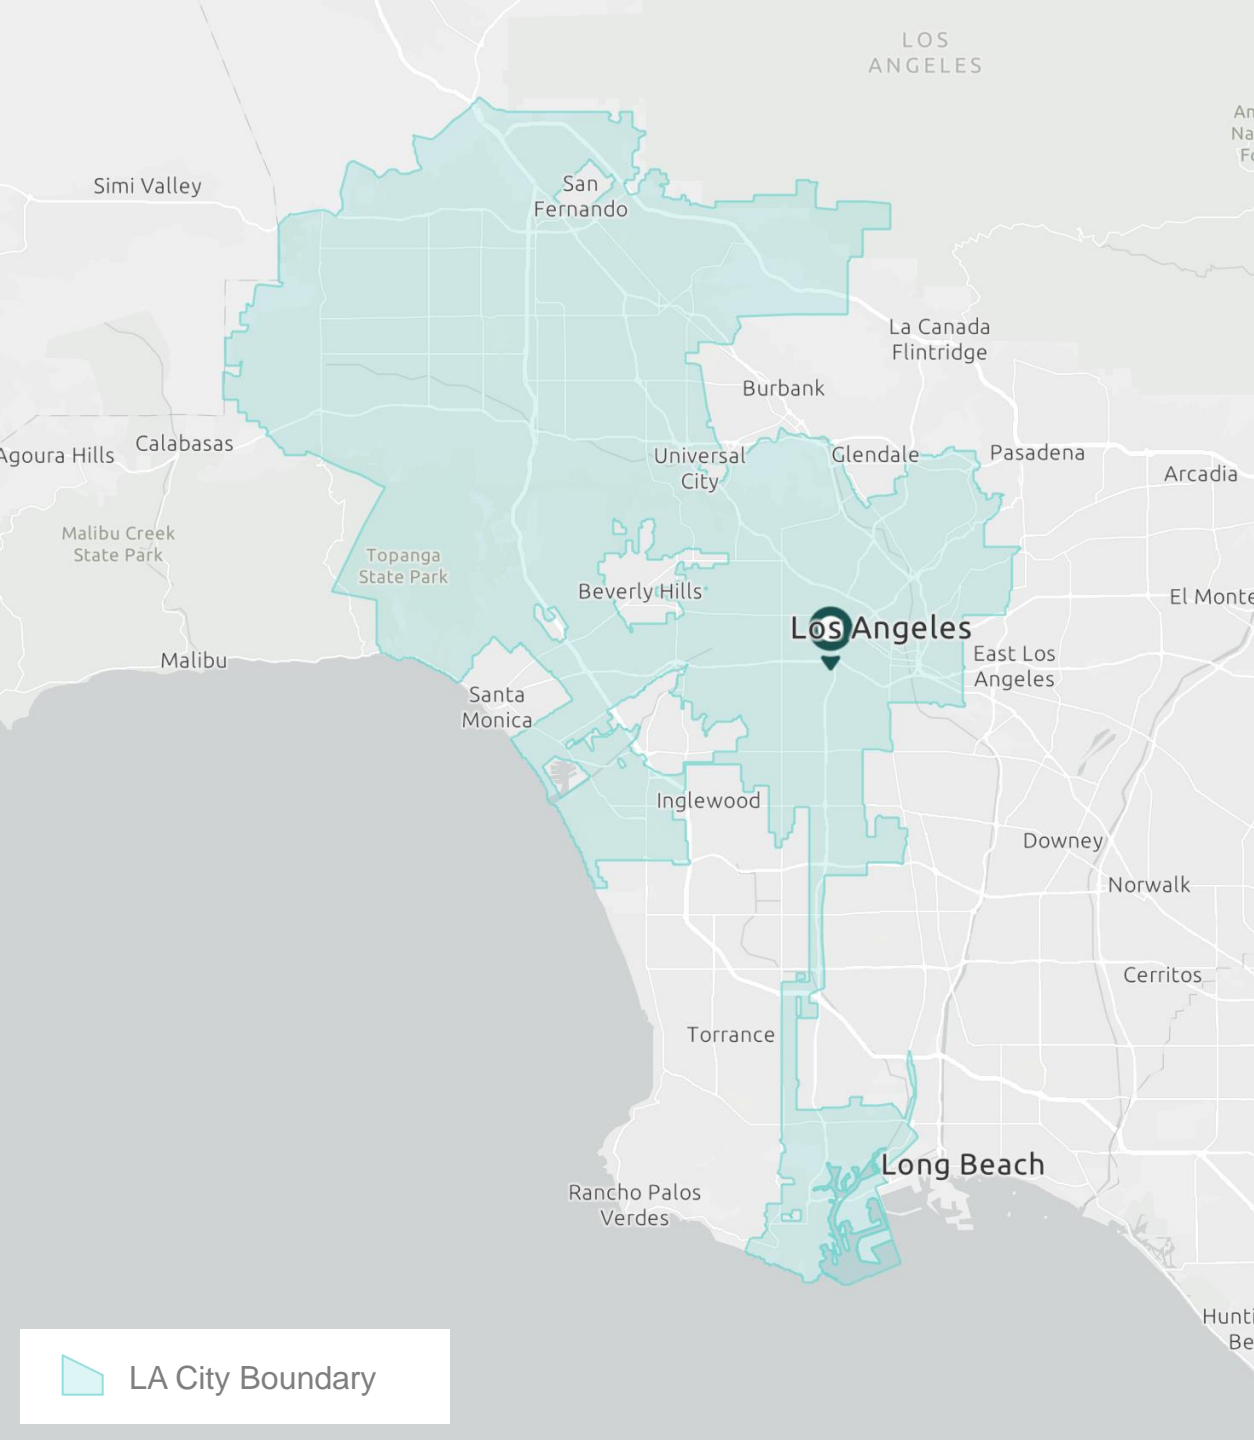 LOS
ANGELES
Simi Valley
San
Fernando
La Canada
Flintridge
Burbank
Agoura Hills
Calabasas
Universal
City
Glendale
Pasadena
Arcadia
Malibu Creek
State Park
Topanga
State Park
Beverly Hills
El Monte
Los Angeles
East Los
Angeles
Malibu
Santa
Monica
Inglewood
Downey
Norwalk
Cerritos
Torrance
Long Beach
Rancho Palos
Verdes
LA City Boundary